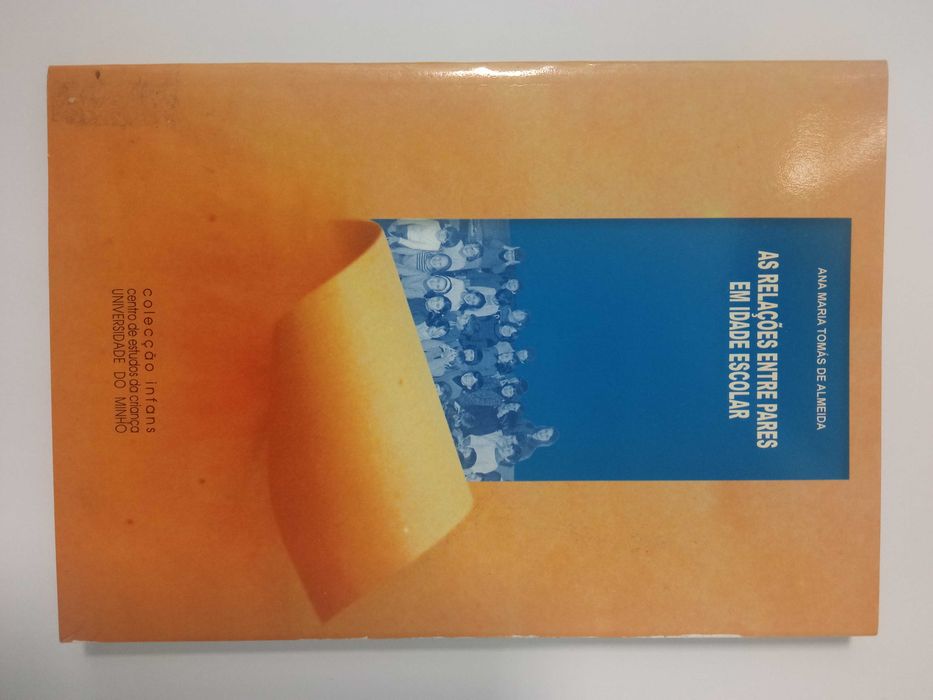 ANA MARIA TOMÁS DE ALMEIDA
AS RELAÇÕES ENTRE PARES
EM IDADE ESCOLAR
colecção infans
centro de estudos da criança
UNIVERSIDADE DO MINHO